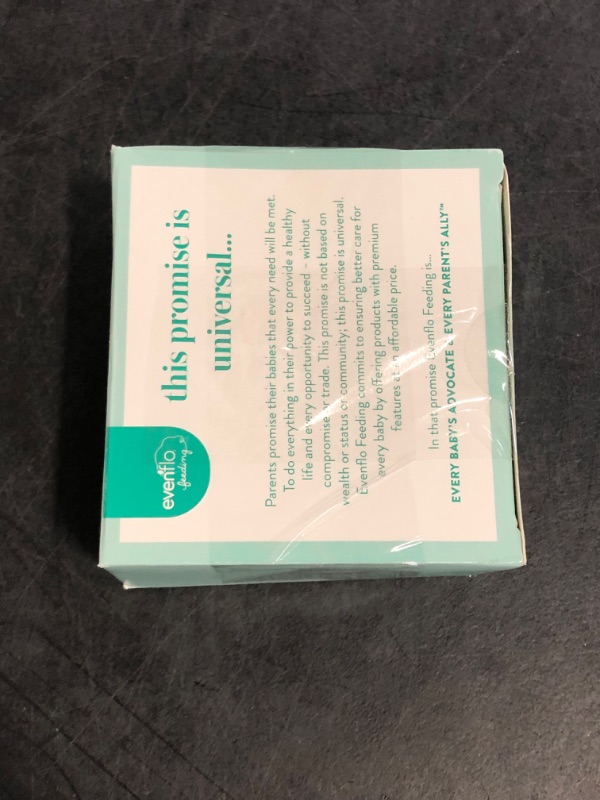 evenflo
feeding
this promise is
universal...
Parents promise their babies that every need will be met.
To do everything in their power to provide a healthy
life and every opportunity to succeed – without
compromise or trade. This promise is not based on
wealth or status or community; this promise is universal.
Evenflo Feeding commits to ensuring better care for
every baby by offering products with premium
features at an affordable price.
In that promise Evenflo Feeding is...
EVERY BABY'S ADVOCATE & EVERY PARENT'S ALLY™